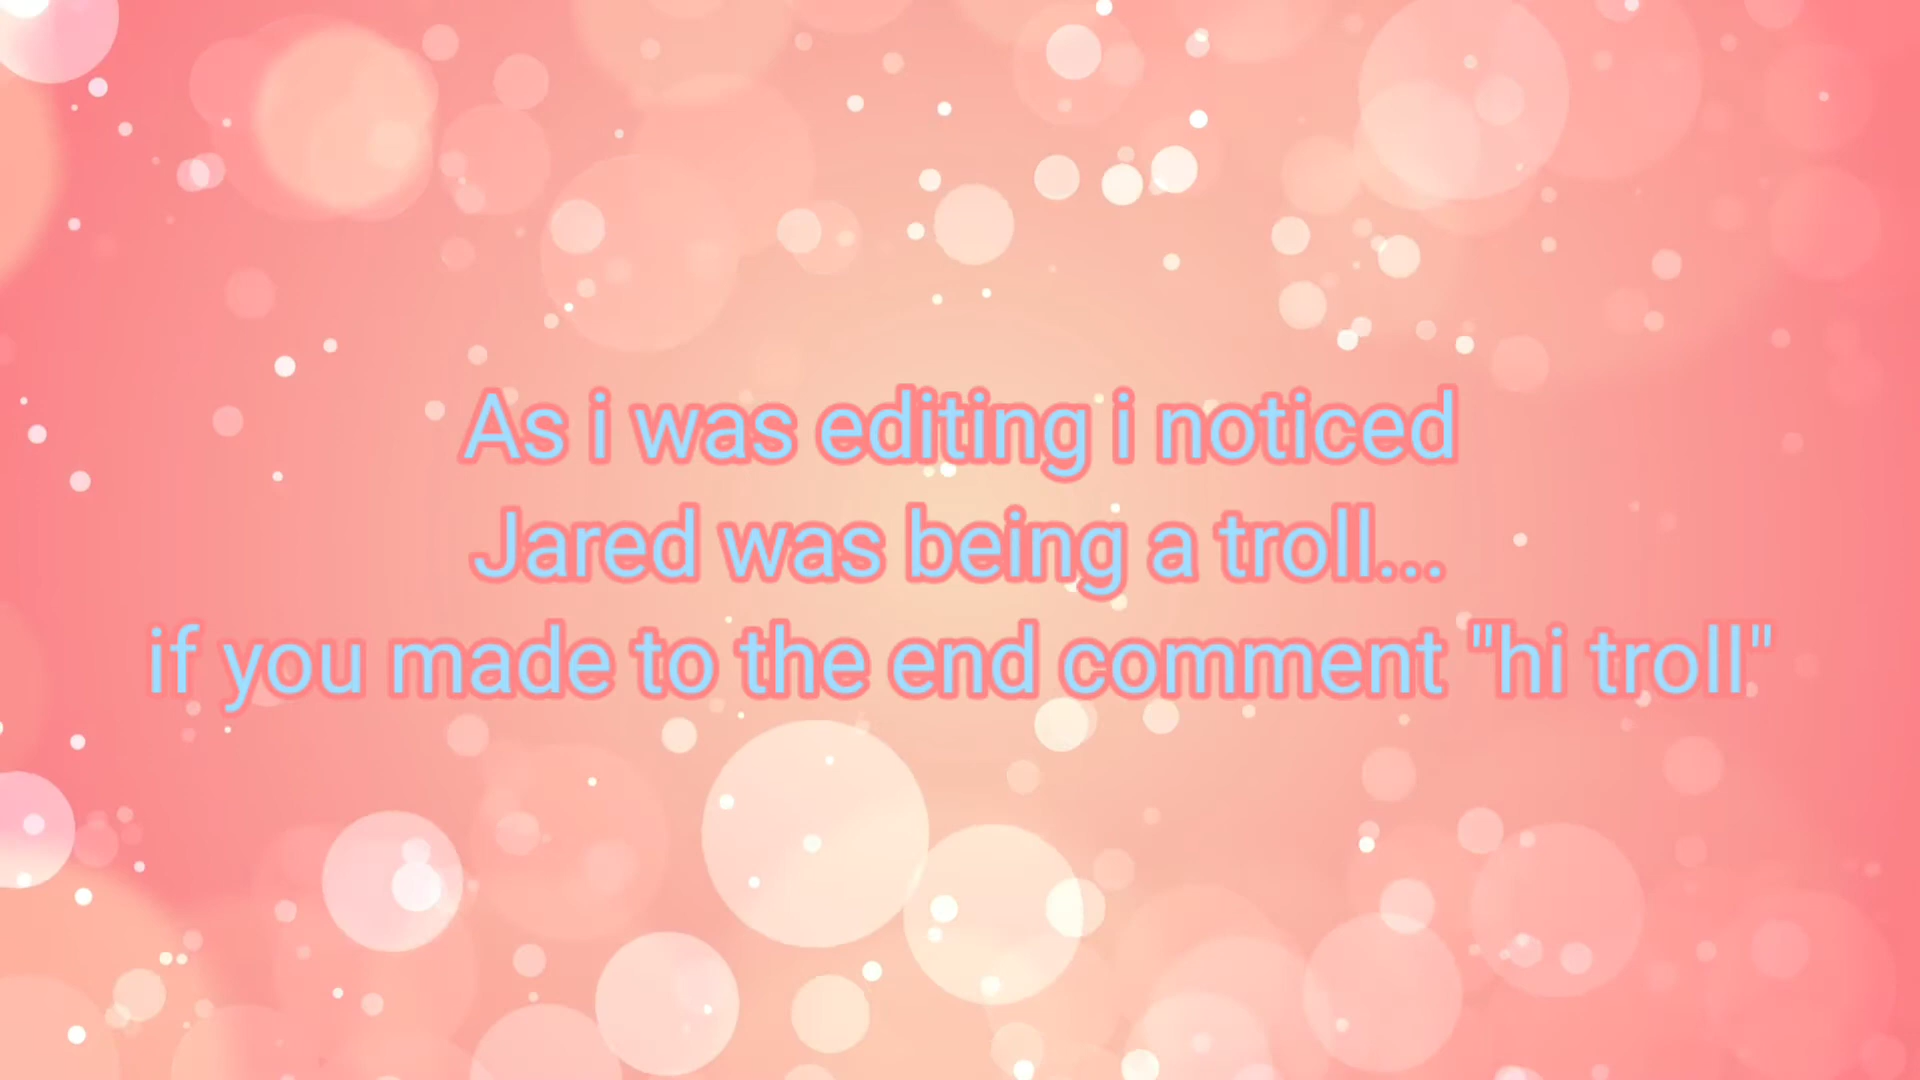 As i was editing i noticed
Jared was being a troll...
if you made to the end comment "hi troll"